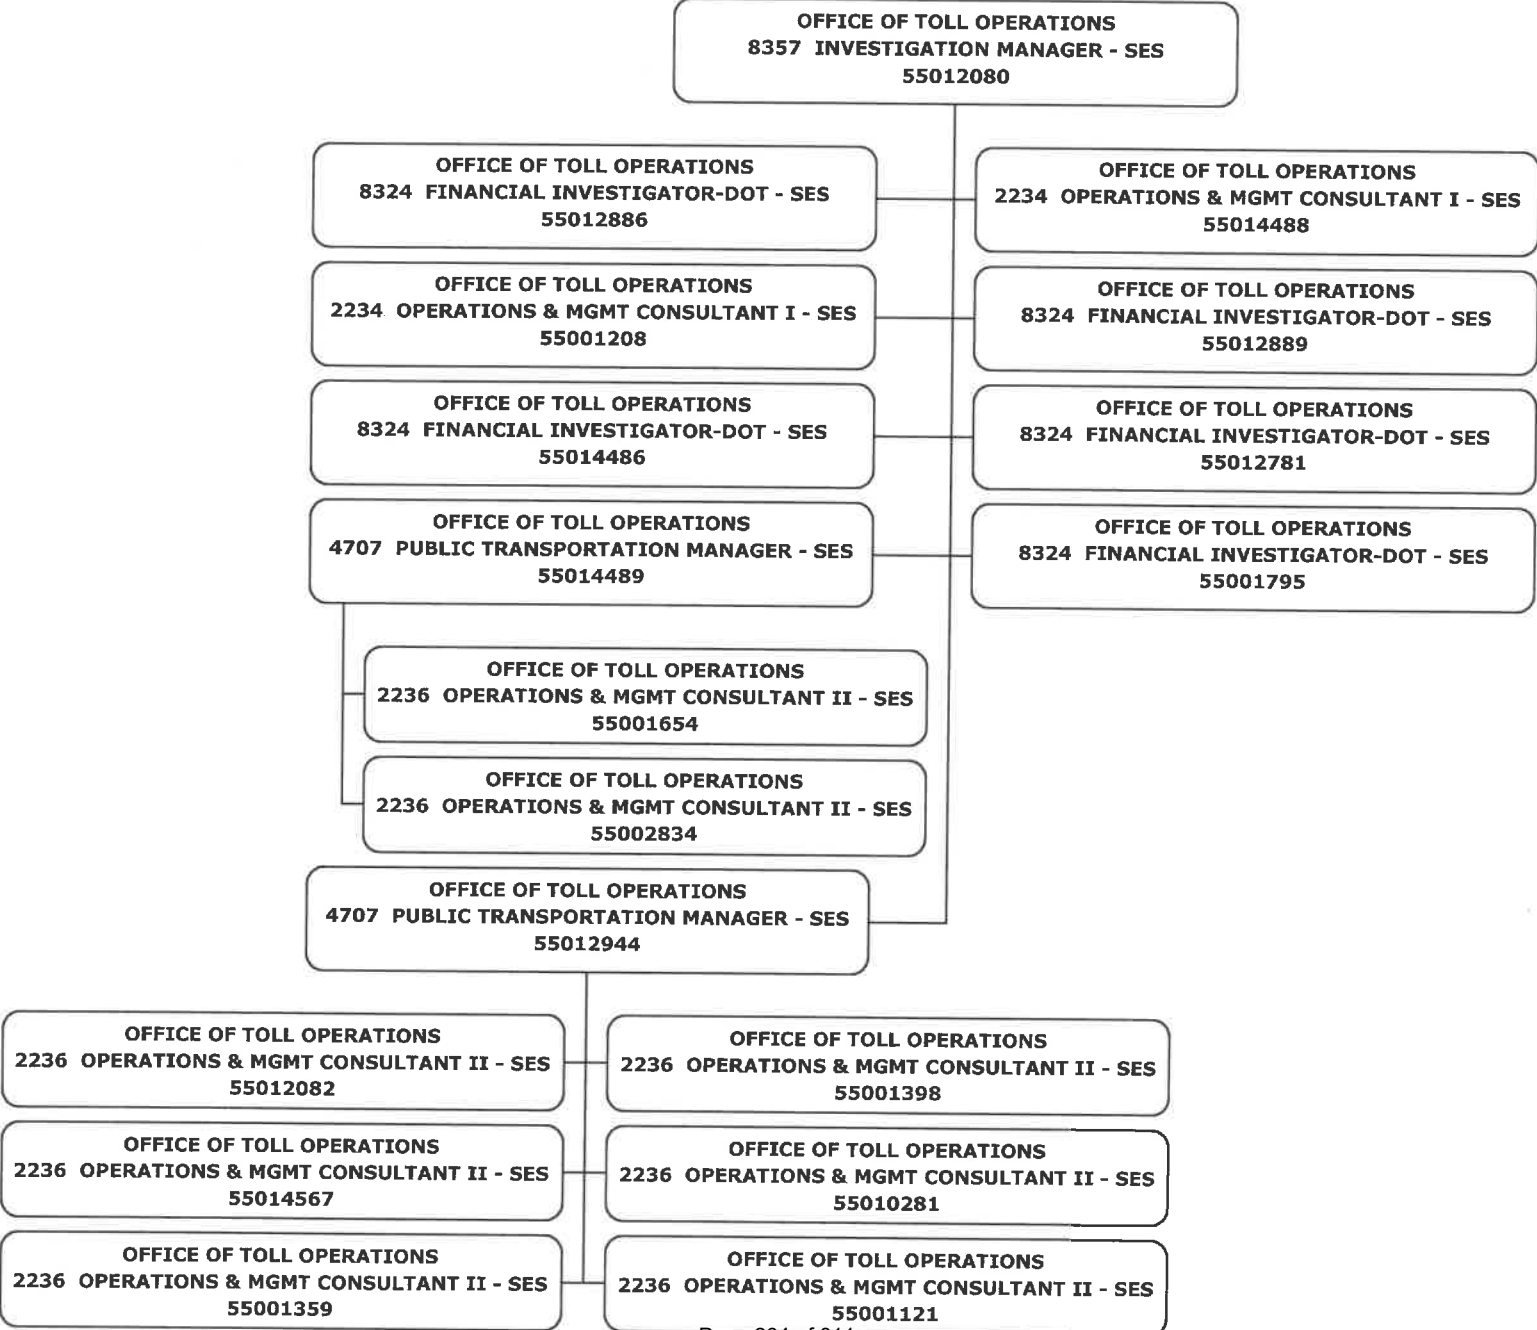 OFFICE OF TOLL OPERATIONS
8357 INVESTIGATION MANAGER - SES
55012080
OFFICE OF TOLL OPERATIONS
8324 FINANCIAL INVESTIGATOR-DOT - SES
55012886
OFFICE OF TOLL OPERATIONS
2234 OPERATIONS & MGMT CONSULTANT I - SES
55014488
OFFICE OF TOLL OPERATIONS
2234 OPERATIONS & MGMT CONSULTANT I - SES
55001208
OFFICE OF TOLL OPERATIONS
8324 FINANCIAL INVESTIGATOR-DOT - SES
55012889
OFFICE OF TOLL OPERATIONS
8324 FINANCIAL INVESTIGATOR-DOT - SES
55014486
OFFICE OF TOLL OPERATIONS
8324 FINANCIAL INVESTIGATOR-DOT - SES
55012781
OFFICE OF TOLL OPERATIONS
4707 PUBLIC TRANSPORTATION MANAGER - SES
55014489
OFFICE OF TOLL OPERATIONS
8324 FINANCIAL INVESTIGATOR-DOT - SES
55001795
OFFICE OF TOLL OPERATIONS
2236 OPERATIONS & MGMT CONSULTANT II - SES
55001654
OFFICE OF TOLL OPERATIONS
2236 OPERATIONS & MGMT CONSULTANT II - SES
55002834
OFFICE OF TOLL OPERATIONS
4707 PUBLIC TRANSPORTATION MANAGER - SES
55012944
OFFICE OF TOLL OPERATIONS
2236 OPERATIONS & MGMT CONSULTANT II - SES
55012082
OFFICE OF TOLL OPERATIONS
2236 OPERATIONS & MGMT CONSULTANT II - SES
55001398
OFFICE OF TOLL OPERATIONS
2236 OPERATIONS & MGMT CONSULTANT II - SES
55014567
OFFICE OF TOLL OPERATIONS
2236 OPERATIONS & MGMT CONSULTANT II - SES
55010281
OFFICE OF TOLL OPERATIONS
2236 OPERATIONS & MGMT CONSULTANT II - SES
55001359
OFFICE OF TOLL OPERATIONS
2236 OPERATIONS & MGMT CONSULTANT II - SES
55001121